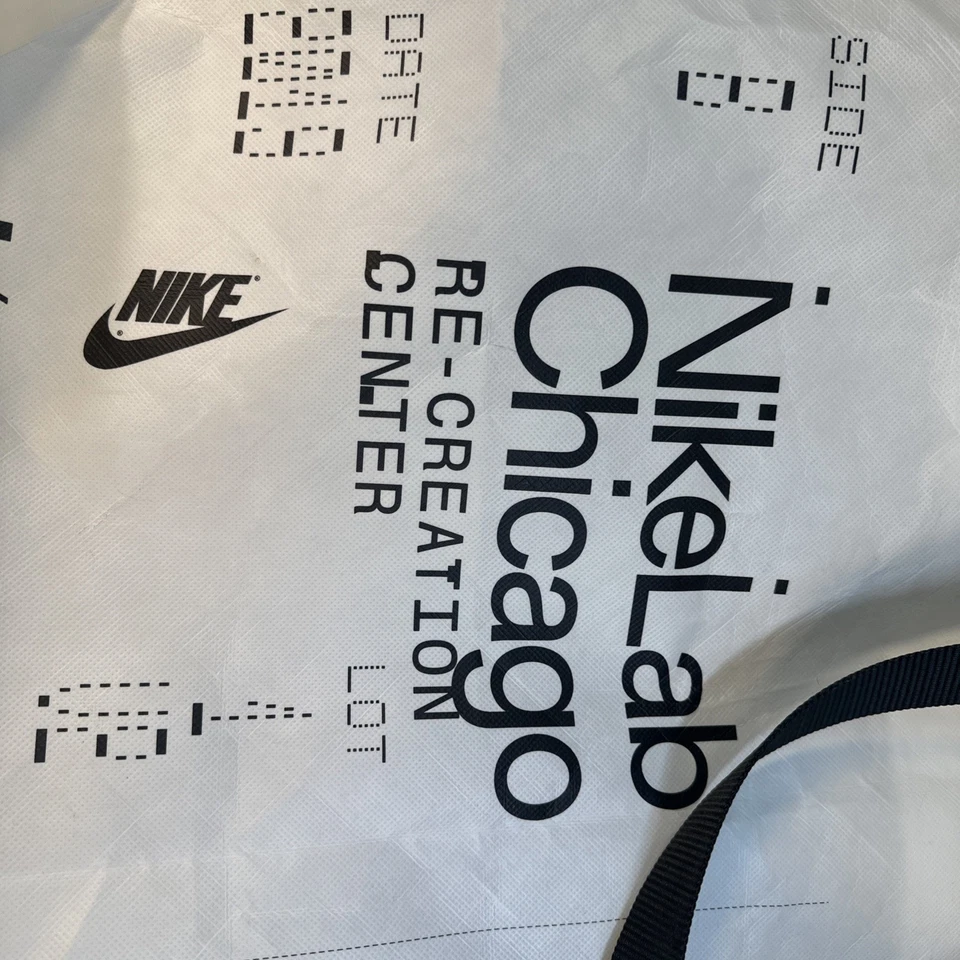 SIDE
NikeLab
Chicago
RE-CREATION
CENTER
DATE
LOT
NIKE